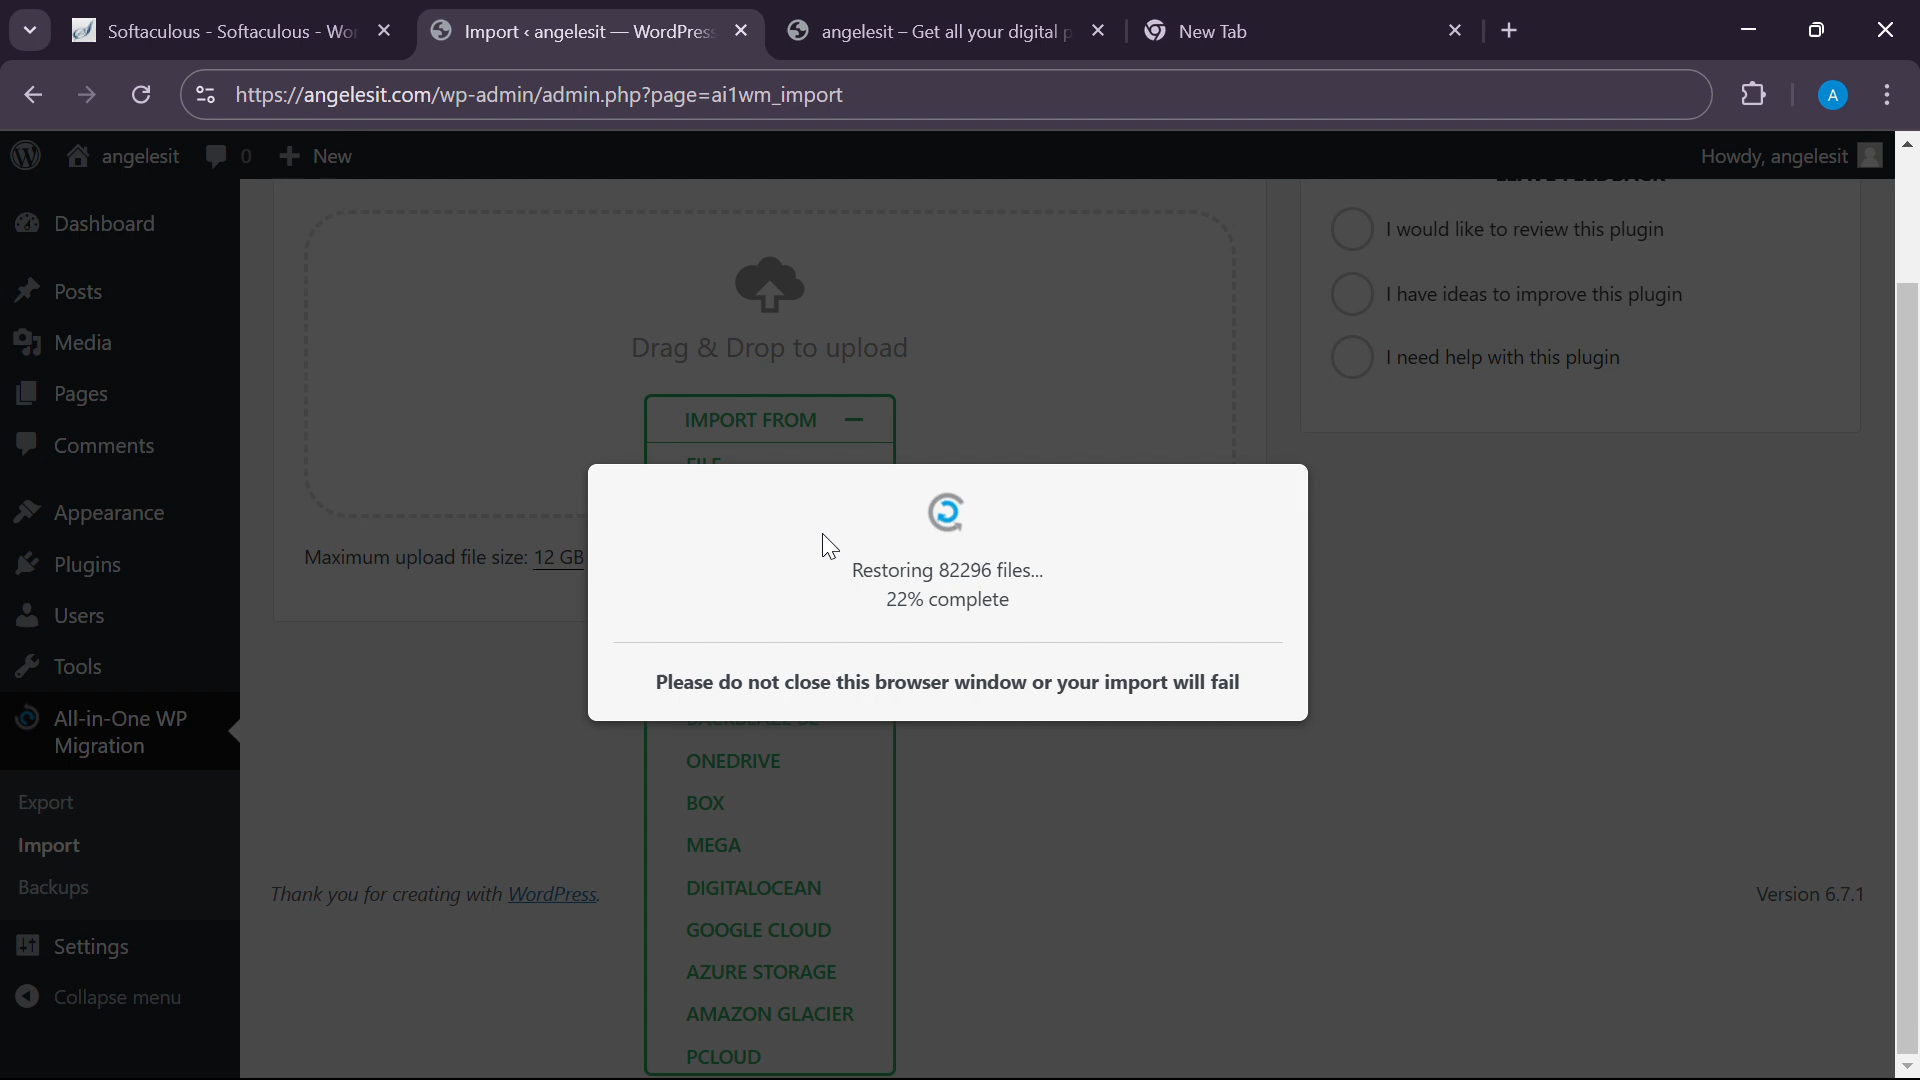 Softaculous - Softaculous - Wo
Import ‹ angelesit — WordPress
angelesit – Get all your digital p
New Tab
https://angelesit.com/wp-admin/admin.php?page=ai1wm_import
A
angelesit
0
New
Howdy, angelesit
Dashboard
Posts
Media
Pages
Comments
Appearance
Plugins
Users
Tools
All-in-One WP
Migration
Export
Import
Backups
Settings
Collapse menu
Drag & Drop to upload
IMPORT FROM
FILE
Maximum upload file size: 12 GB
Restoring 82296 files...
22% complete
Please do not close this browser window or your import will fail
ONEDRIVE
BOX
MEGA
DIGITALOCEAN
GOOGLE CLOUD
AZURE STORAGE
AMAZON GLACIER
PCLOUD
I would like to review this plugin
I have ideas to improve this plugin
I need help with this plugin
Thank you for creating with WordPress.
Version 6.7.1